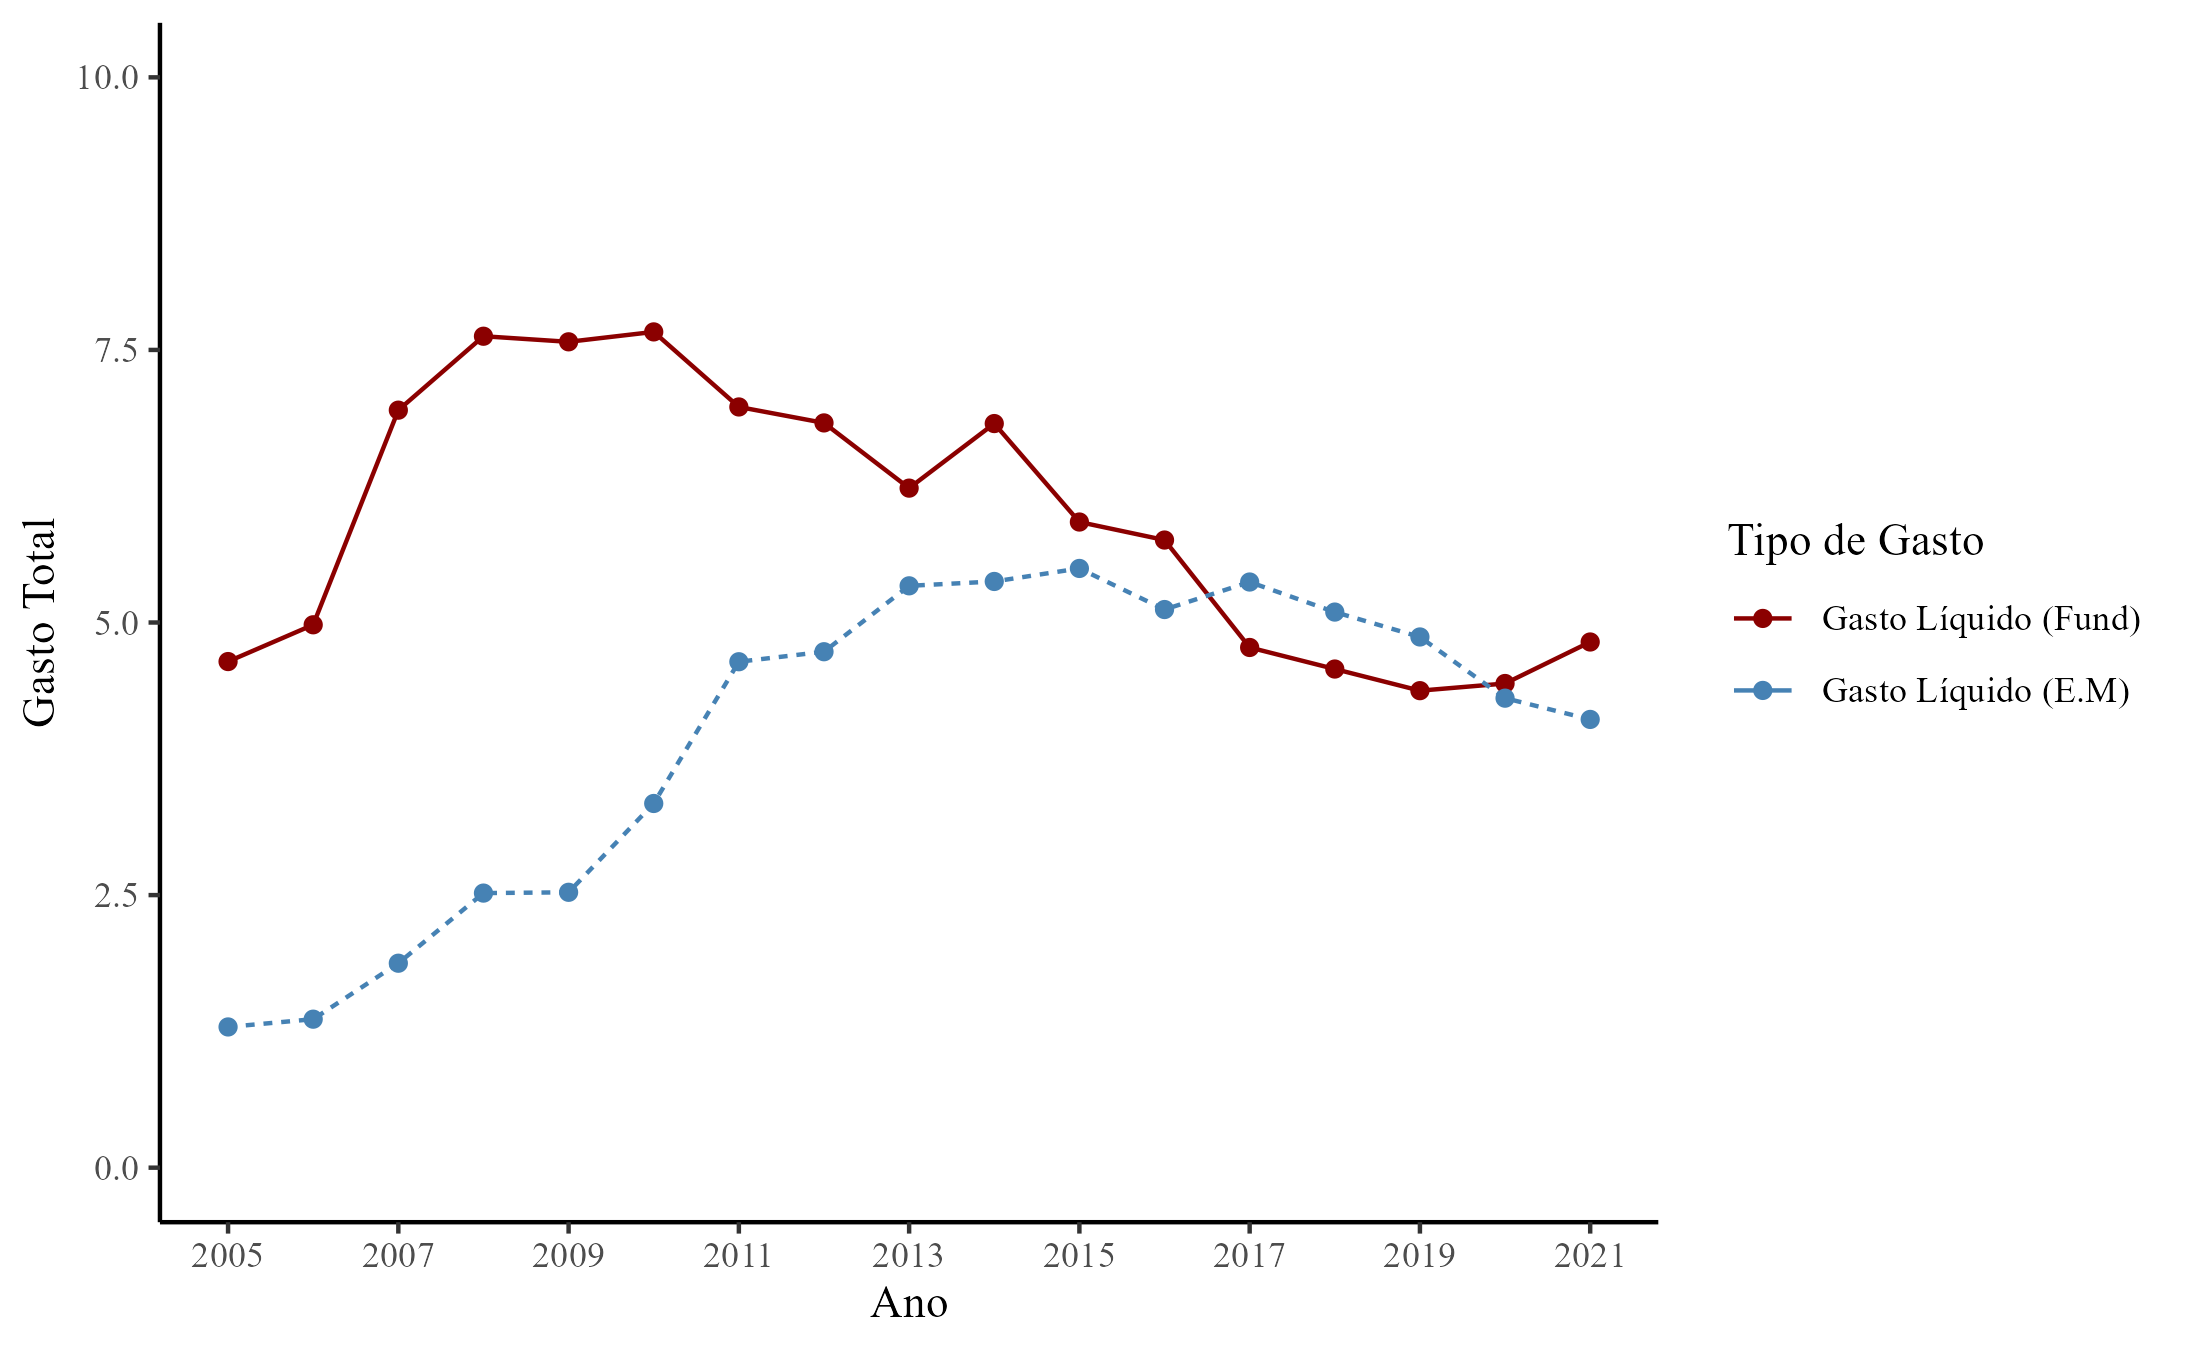 10.0
7.5
5.0
2.5
0.0
Gasto Total
2005 2007 2009 2011 2013 2015 2017 2019 2021
Ano
Tipo de Gasto
Gasto Líquido (Fund)
Gasto Líquido (E.M)